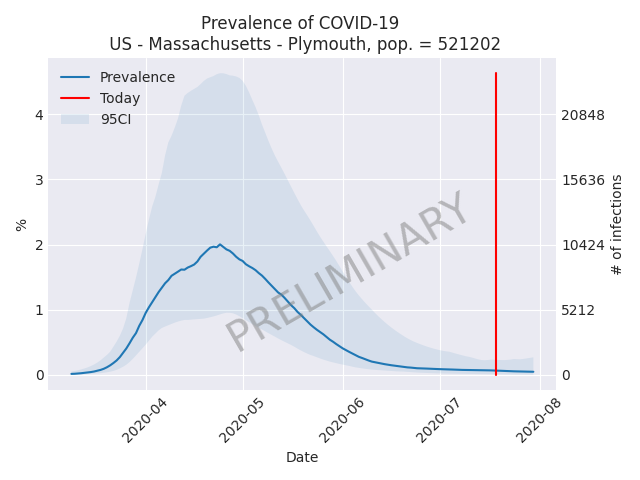 Prevalence of COVID-19
US - Massachusetts - Plymouth, pop. = 521202
Prevalence
Today
95CI
4
3
2
1
0
%
20848
15636
10424
5212
0
# of infections
PRELIMINARY
2020-04
2020-05
2020-06
2020-07
2020-08
Date